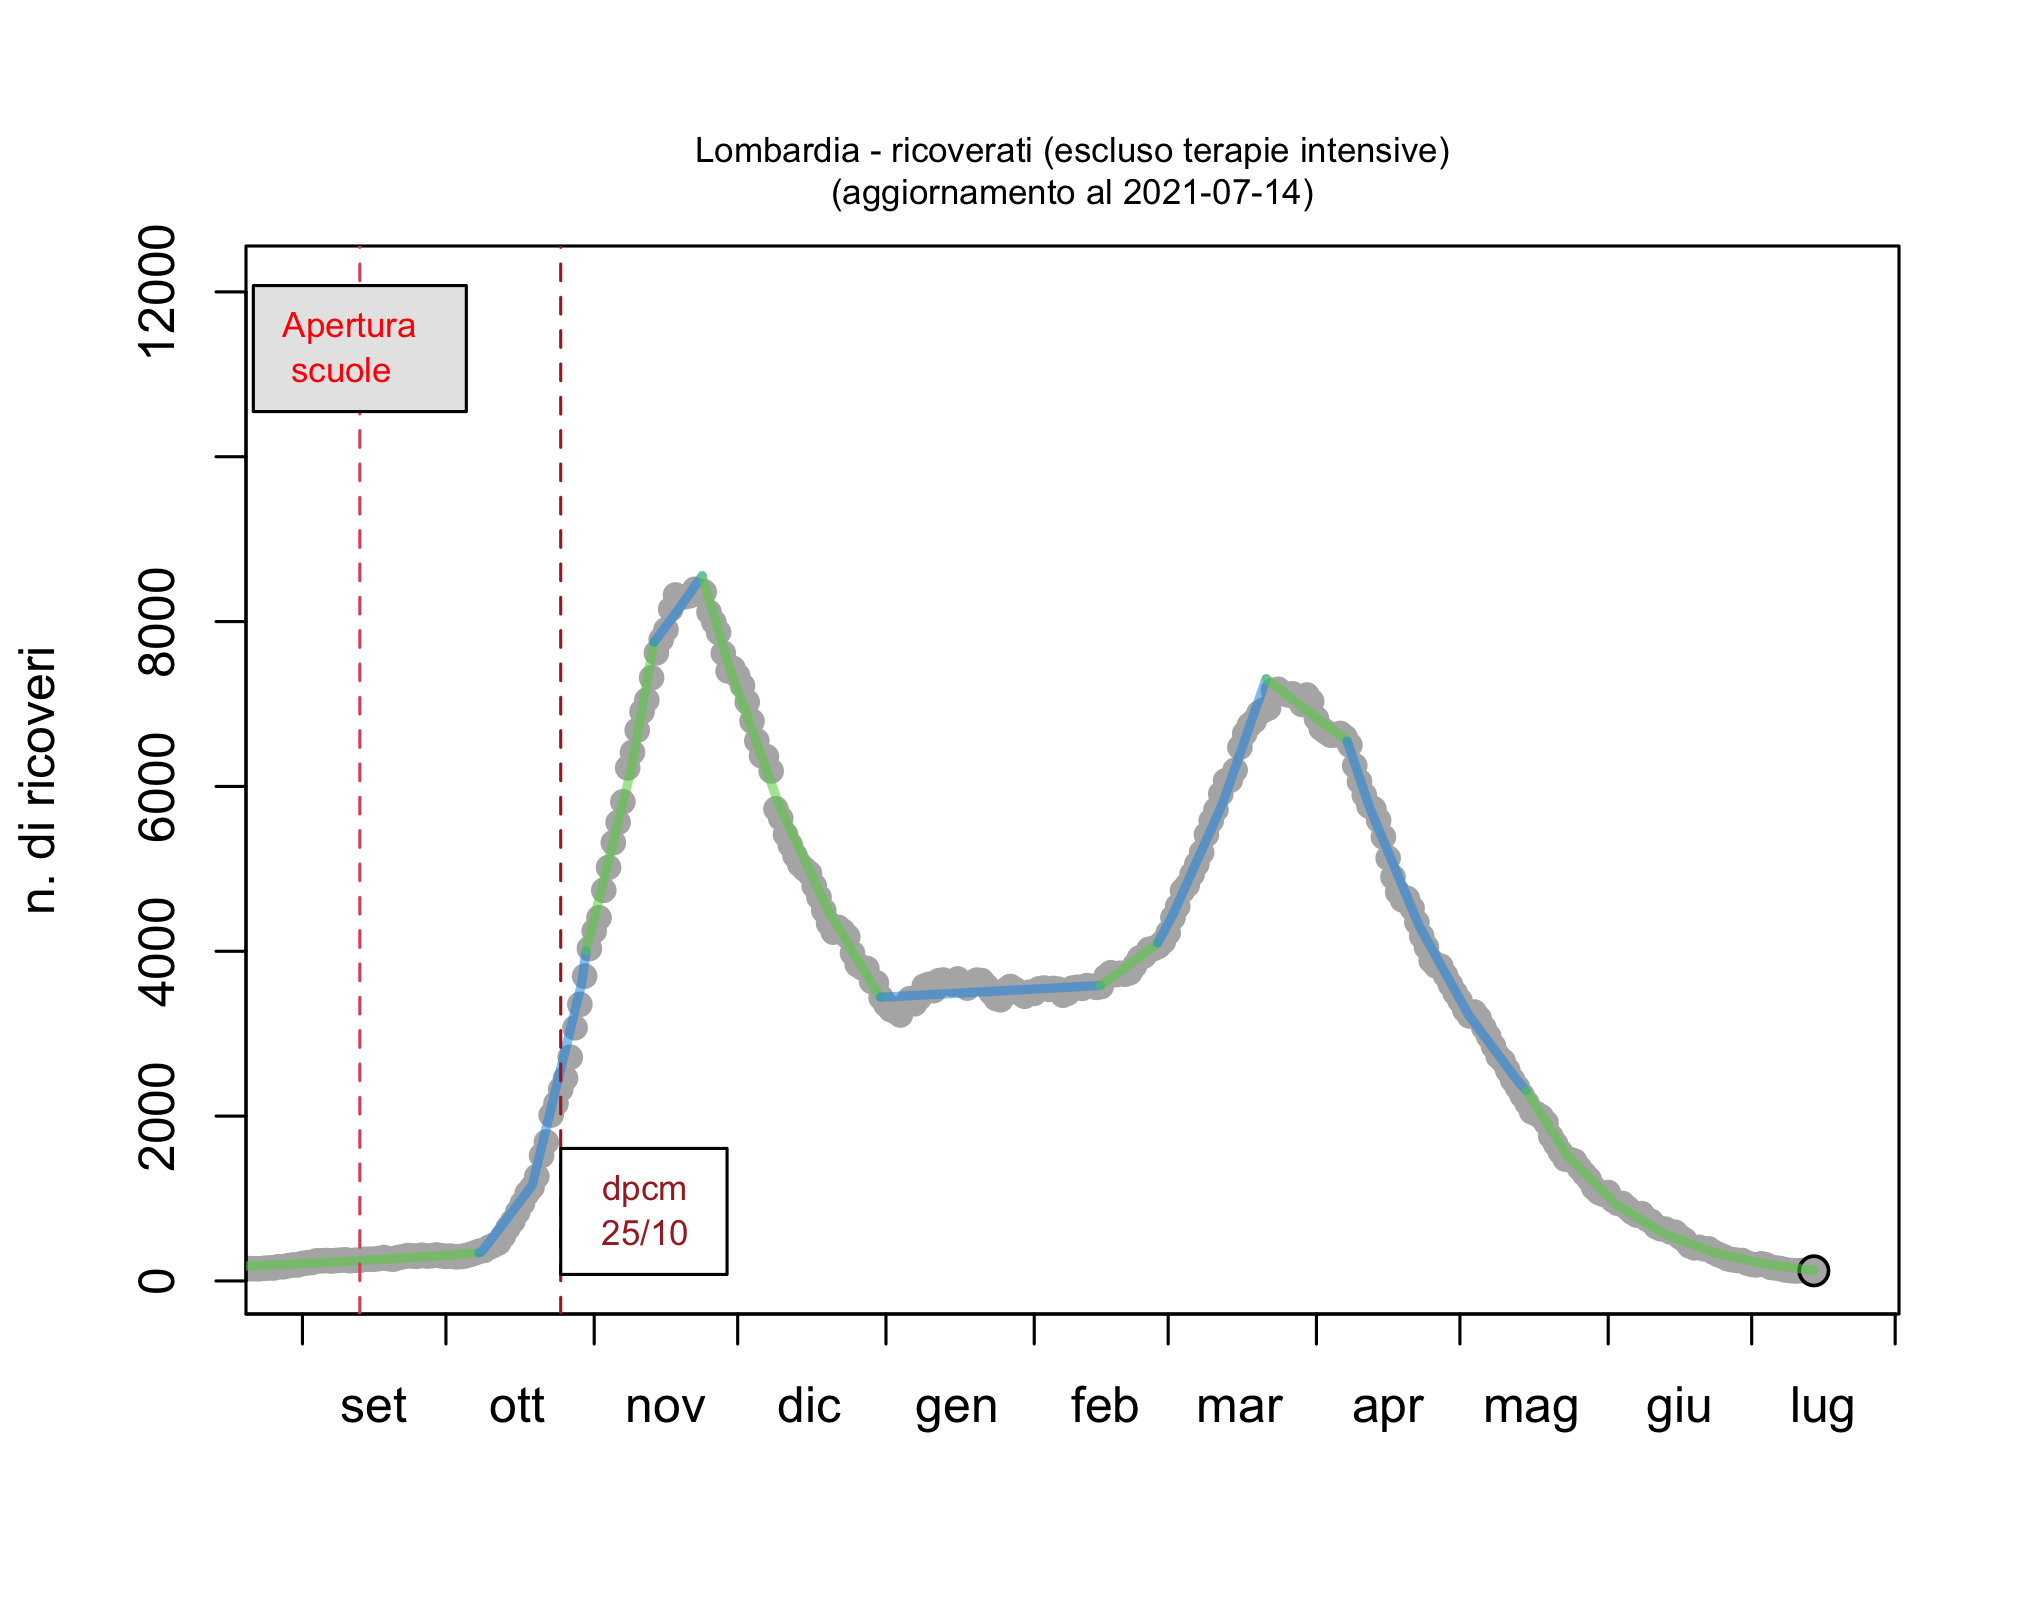 Lombardia - ricoverati (escluso terapie intensive)
(aggiornamento al 2021-07-14)
12000
8000
6000
4000
2000
0
n. di ricoveri
Apertura
scuole
dpcm
25/10
set ott nov dic gen feb mar apr mag giu lug